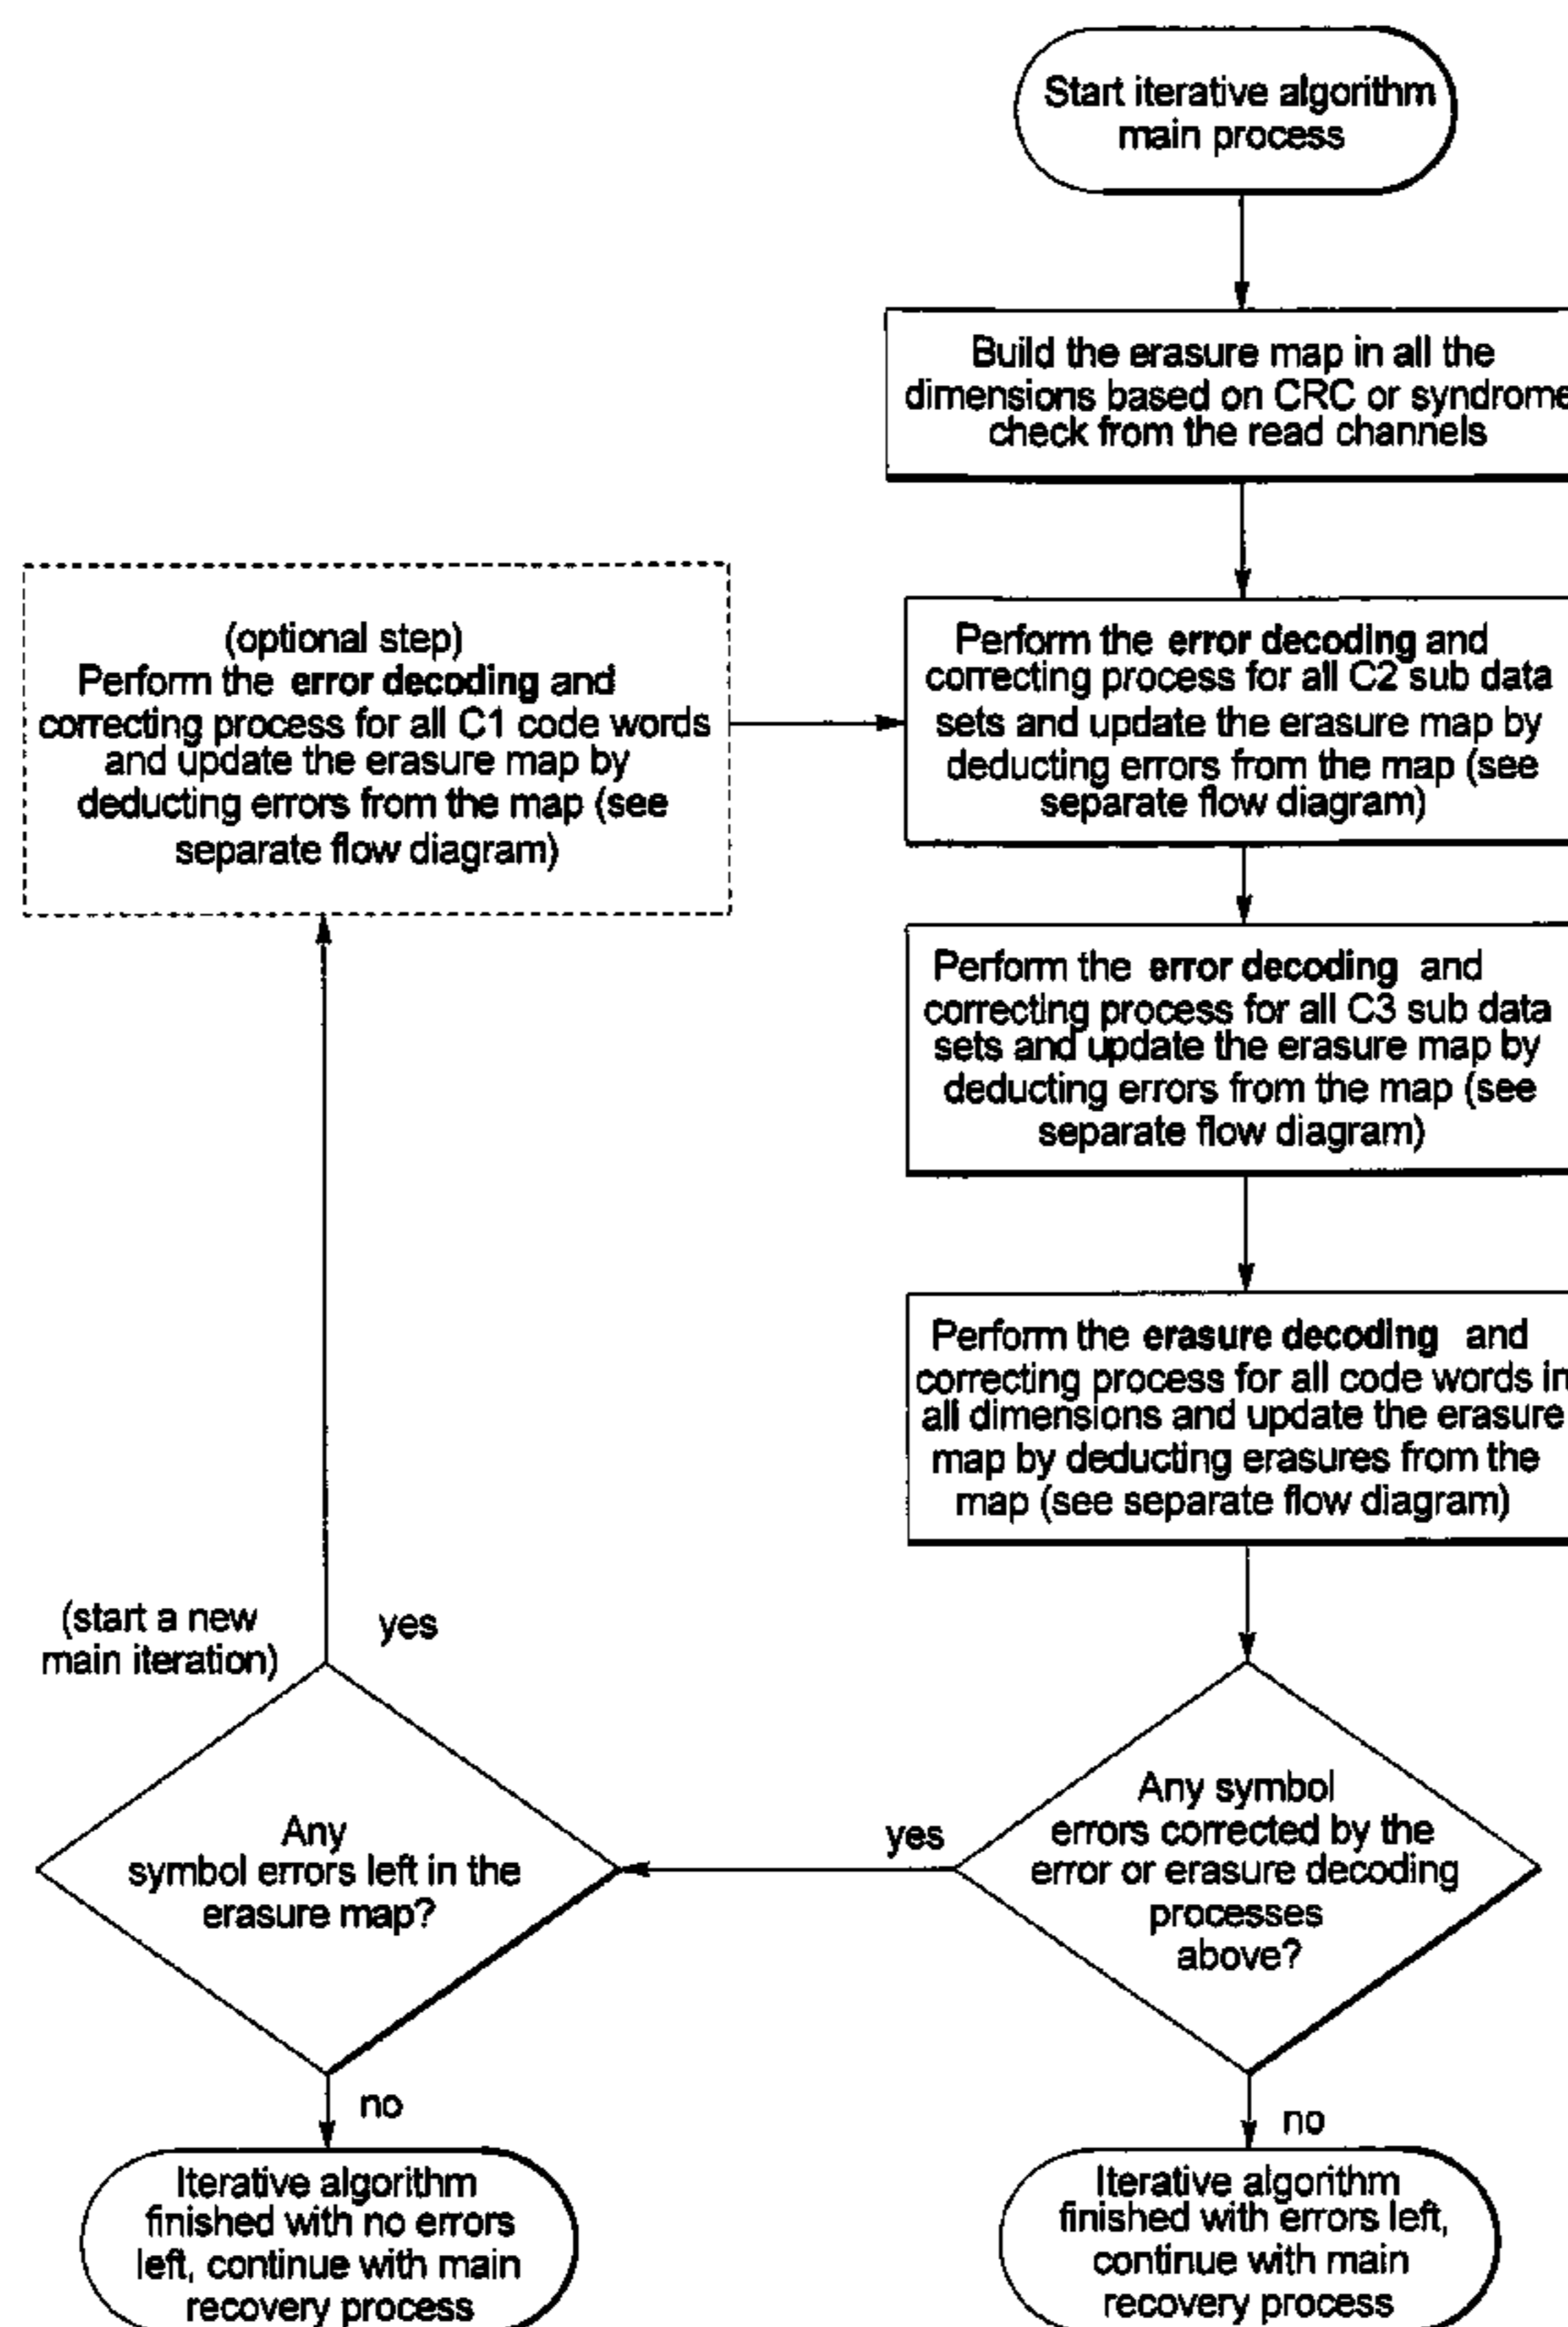 Start iterative algorithm
main process
Build the erasure map in all the
dimensions based on CRC or syndrome
check from the read channels
(optional step)
Perform the error decoding and
correcting process for all C1 code words
and update the erasure map by
deducting errors from the map (see
separate flow diagram)
Perform the error decoding and
correcting process for all C2 sub data
sets and update the erasure map by
deducting errors from the map (see
separate flow diagram)
Perform the error decoding and
correcting process for all C3 sub data
sets and update the erasure map by
deducting errors from the map (see
separate flow diagram)
Perform the erasure decoding and
correcting process for all code words in
all dimensions and update the erasure
map by deducting erasures from the
map (see separate flow diagram)
(start a new
main iteration)
yes
Any
symbol errors left in the
erasure map?
yes
Any symbol
errors corrected by the
error or erasure decoding
processes
above?
no
no
Iterative algorithm
finished with no errors
left, continue with main
recovery process
Iterative algorithm
finished with errors left,
continue with main
recovery process